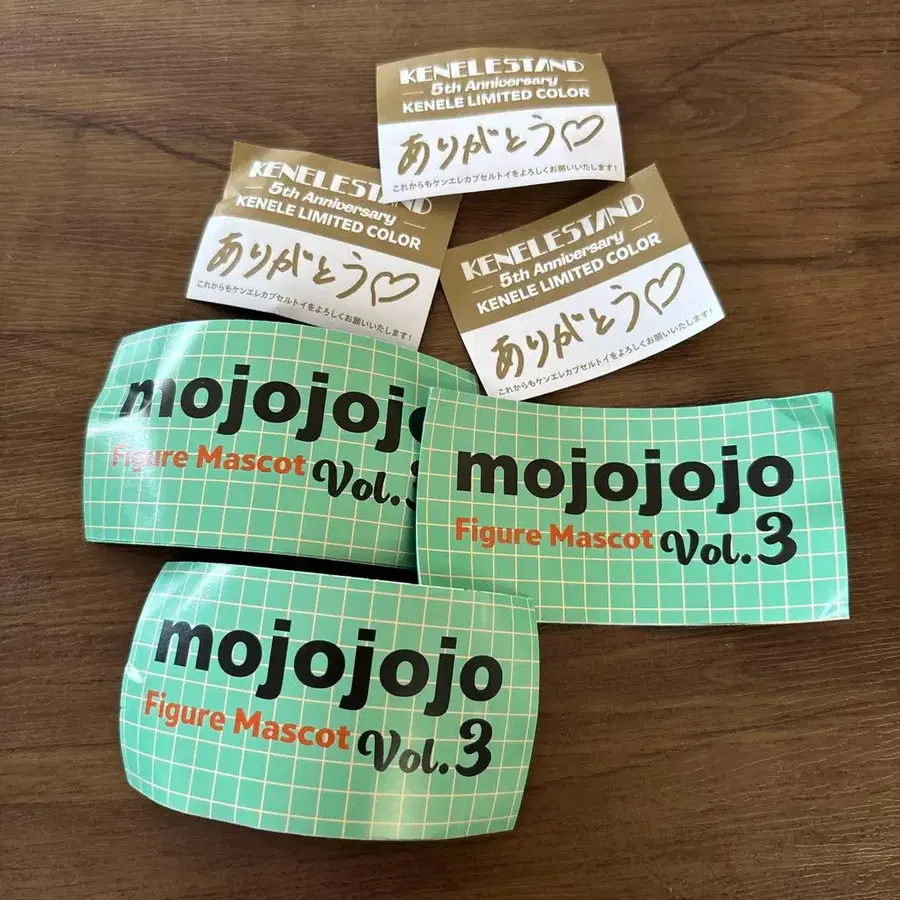 KENELESTAND
5th Anniversary
KENELE LIMITED COLOR
ありがとう♡
これからもケンエレカプセルトイをよろしくお願いいたします!
KENELESTAND
5th Anniversary
KENELE LIMITED COLOR
ありがとう♡
これからもケンエレカプセルトイをよろしくお願いいたします!
KENELESTAND
5th Anniversary
KENELE LIMITED COLOR
ありがとう♡
これからもケンエレカプセルトイをよろしくお願いいたします!
mojojojo
Figure Mascot Vol.3
mojojojo
Figure Mascot Vol.3
mojojojo
Figure Mascot Vol.3